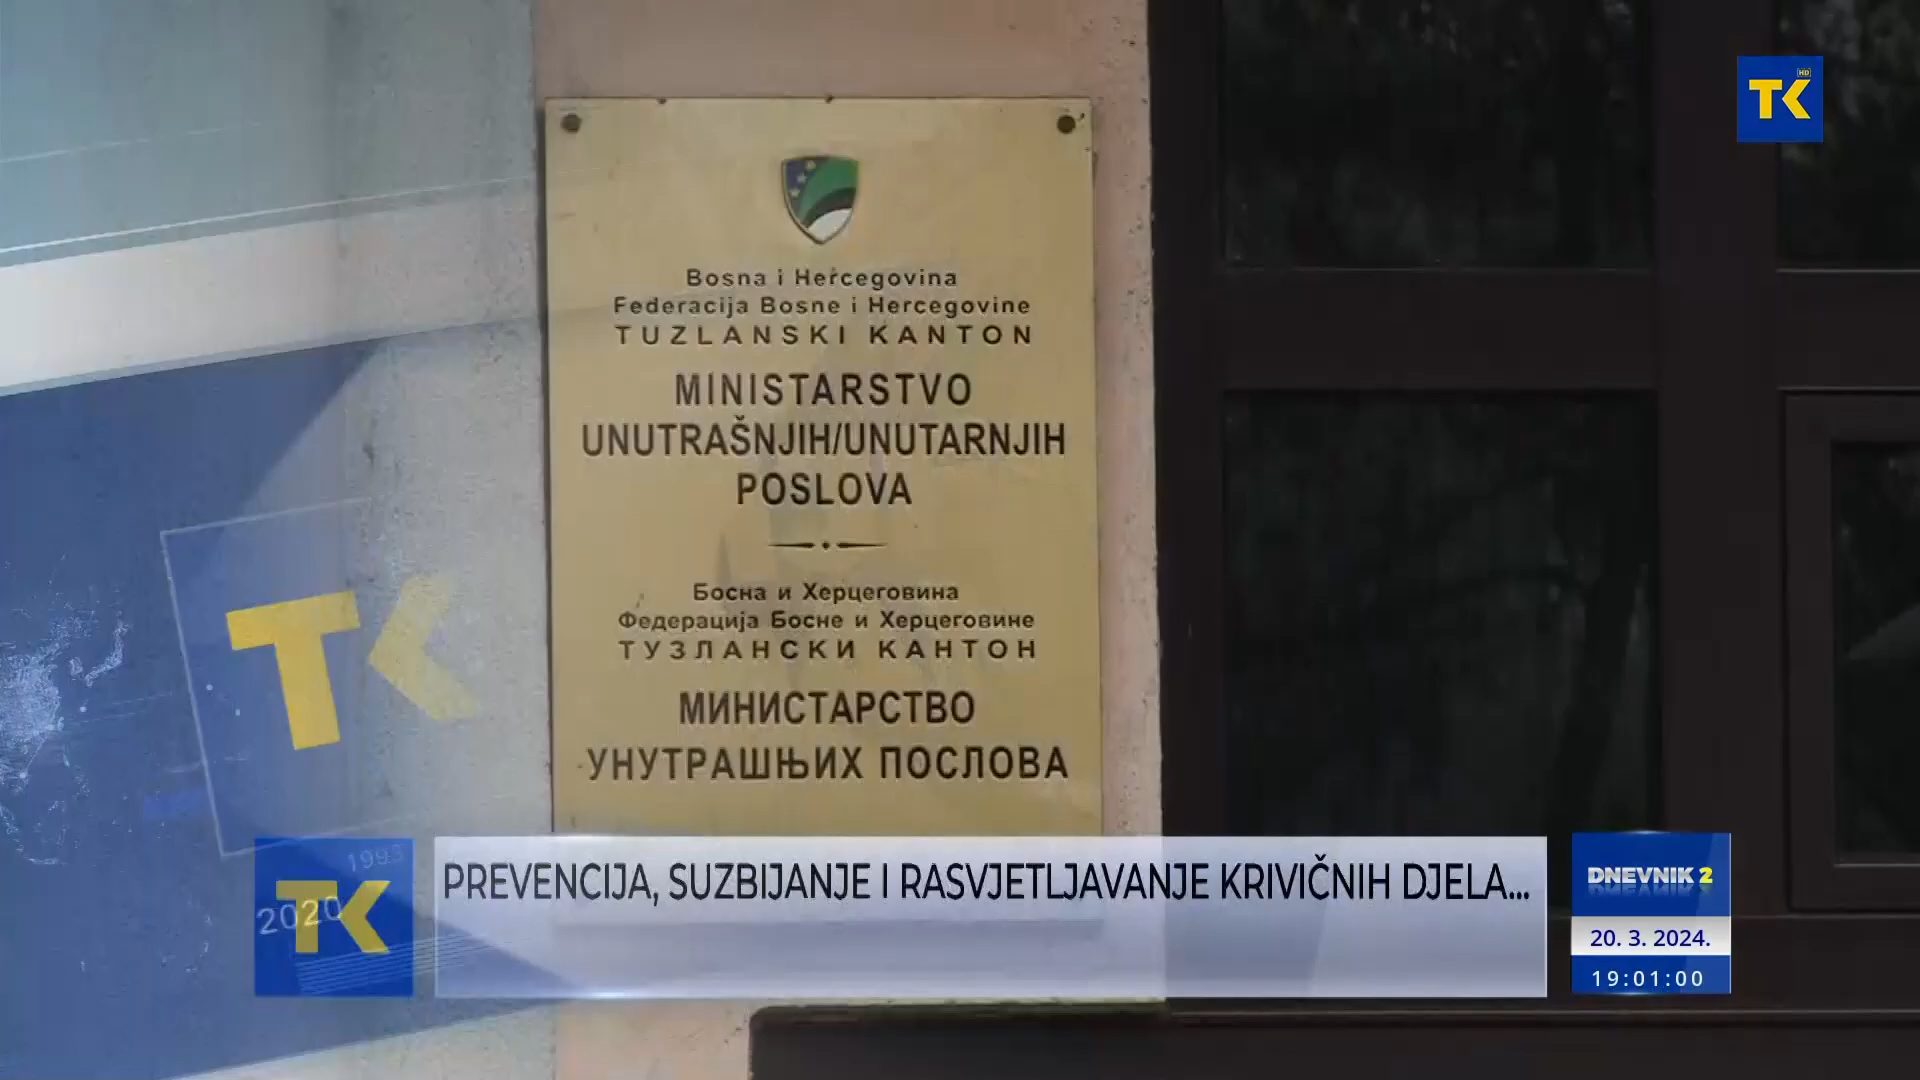 TK HD
Bosna i Hercegovina
Federacija Bosne i Hercegovine
TUZLANSKI KANTON
MINISTARSTVO
UNUTRAŠNJIH/UNUTARNJIH
POSLOVA
Босна и Херцеговина
Федерација Босне и Херцеговине
ТУЗЛАНСКИ КАНТОН
МИНИСТАРСТВО
УНУТРАШЊИХ ПОСЛОВА
TK
1993
2020
TK
PREVENCIJA, SUZBIJANJE I RASVJETLJAVANJE KRIVIČNIH DJELA...
DNEVNIK 2
20. 3. 2024.
19:01:00